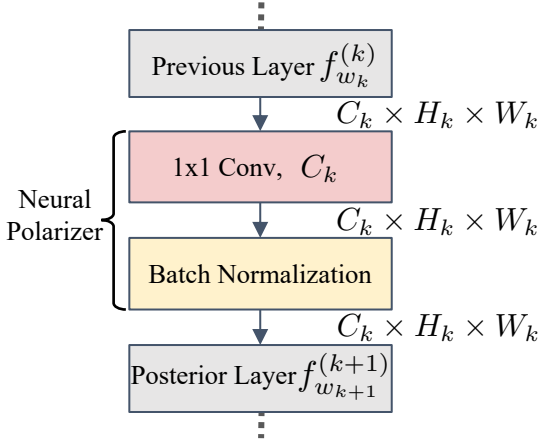 Previous Layer $f_{w_k}^{(k)}$
$C_k \times H_k \times W_k$
1x1 Conv, $C_k$
$C_k \times H_k \times W_k$
Neural
Polarizer
Batch Normalization
$C_k \times H_k \times W_k$
Posterior Layer $f_{w_{k+1}}^{(k+1)}$